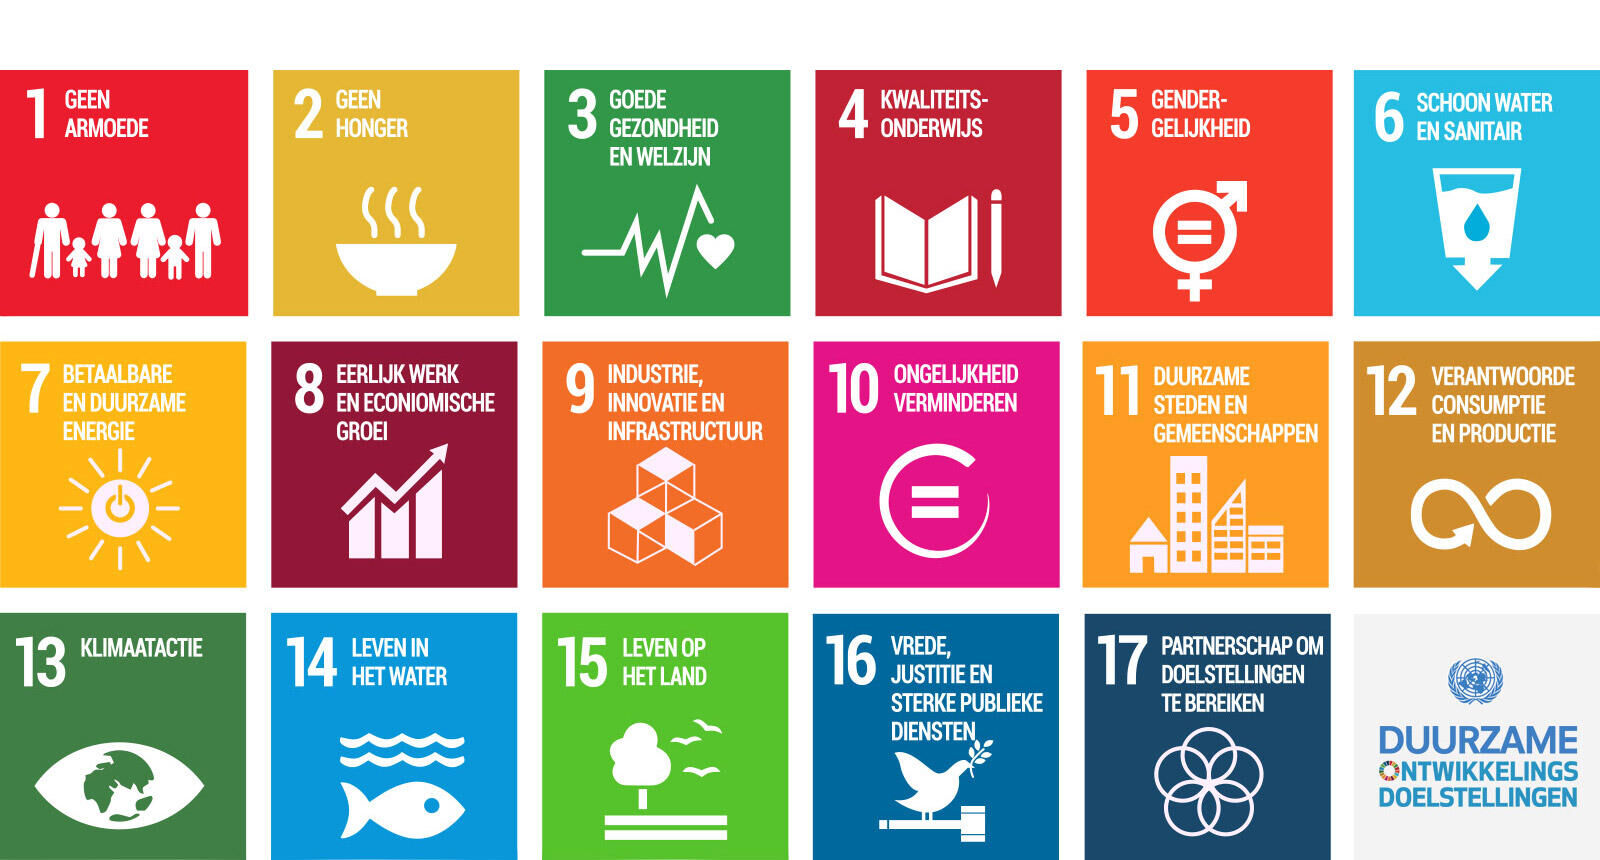 1 GEEN
ARMOEDE
2 GEEN
HONGER
3 GOEDE
GEZONDHEID
EN WELZIJN
4 KWALITEITS-
ONDERWIJS
5 GENDER-
GELIJKHEID
6 SCHOON WATER
EN SANITAIR
7 BETAALBARE
EN DUURZAME
ENERGIE
8 EERLIJK WERK
EN ECONIOMISCHE
GROEI
9 INDUSTRIE,
INNOVATIE EN
INFRASTRUCTUUR
10 ONGELIJKHEID
VERMINDEREN
11 DUURZAME
STEDEN EN
GEMEENSCHAPPEN
12 VERANTWOORDE
CONSUMPTIE
EN PRODUCTIE
13 KLIMAATACTIE
14 LEVEN IN
HET WATER
15 LEVEN OP
HET LAND
16 VREDE,
JUSTITIE EN
STERKE PUBLIEKE
DIENSTEN
17 PARTNERSCHAP OM
DOELSTELLINGEN
TE BEREIKEN
DUURZAME
ONTWIKKELINGS
DOELSTELLINGEN